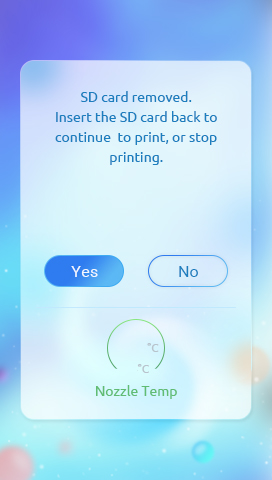 SD card removed.
Insert the SD card back to
continue to print, or stop
printing.
Yes
No
°C
°C
Nozzle Temp